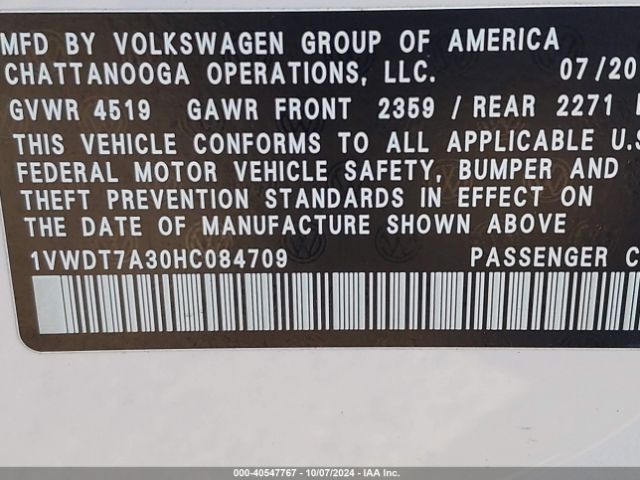 MFD BY VOLKSWAGEN GROUP OF AMERICA
CHATTANOOGA OPERATIONS, LLC. 07/20
GVWR 4519 GAWR FRONT 2359 / REAR 2271
THIS VEHICLE CONFORMS TO ALL APPLICABLE U.S
FEDERAL MOTOR VEHICLE SAFETY, BUMPER AND
THEFT PREVENTION STANDARDS IN EFFECT ON
THE DATE OF MANUFACTURE SHOWN ABOVE
1VWDT7A30HC084709 PASSENGER C
000-40547767 • 10/07/2024 • IAA Inc.